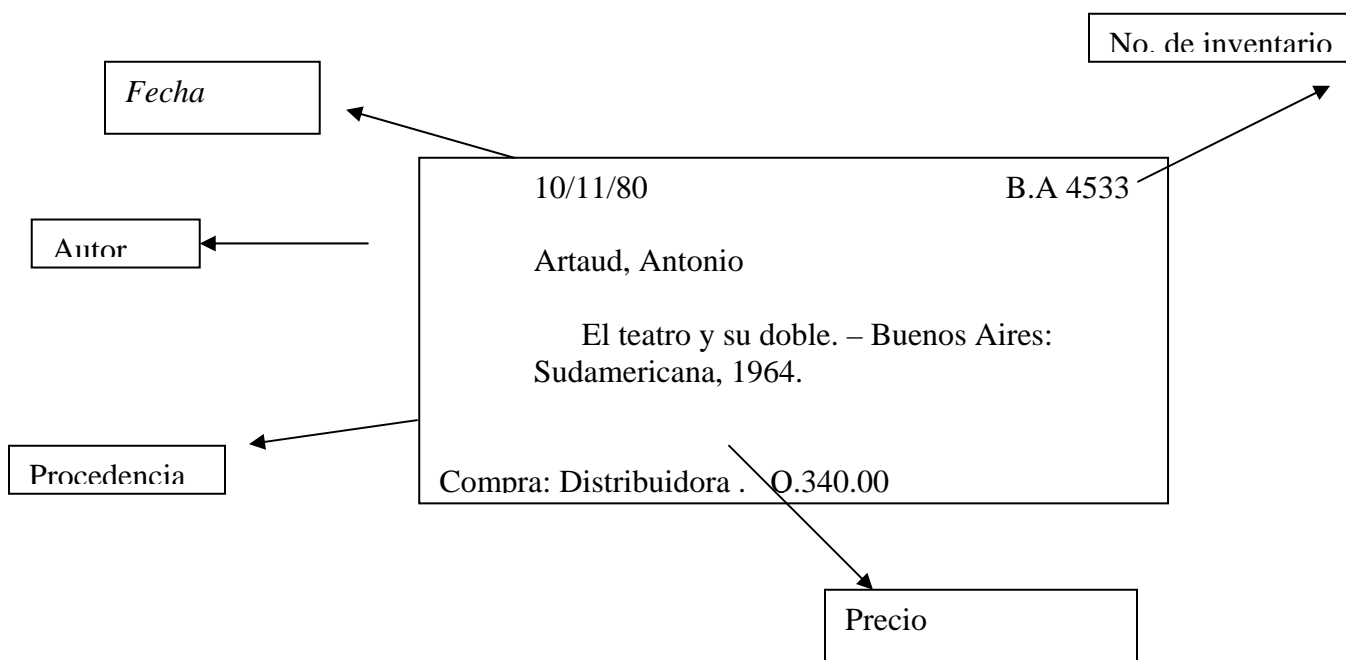 No. de inventario
Fecha
10/11/80 B.A 4533
Autor
Artaud, Antonio
El teatro y su doble. – Buenos Aires:
Sudamericana, 1964.
Procedencia
Compra: Distribuidora . Q.340.00
Precio